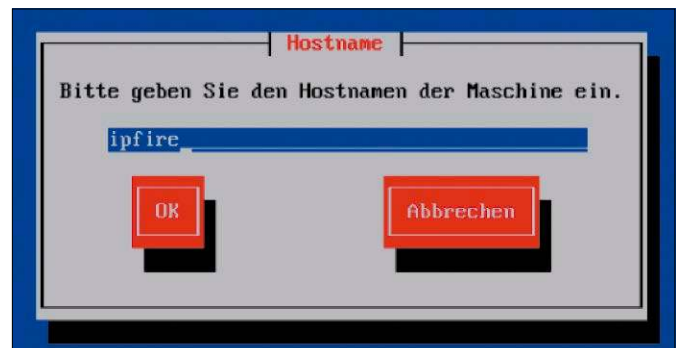 Hostname
Bitte geben Sie den Hostnamen der Maschine ein.
ipfire
OK
Abbrechen